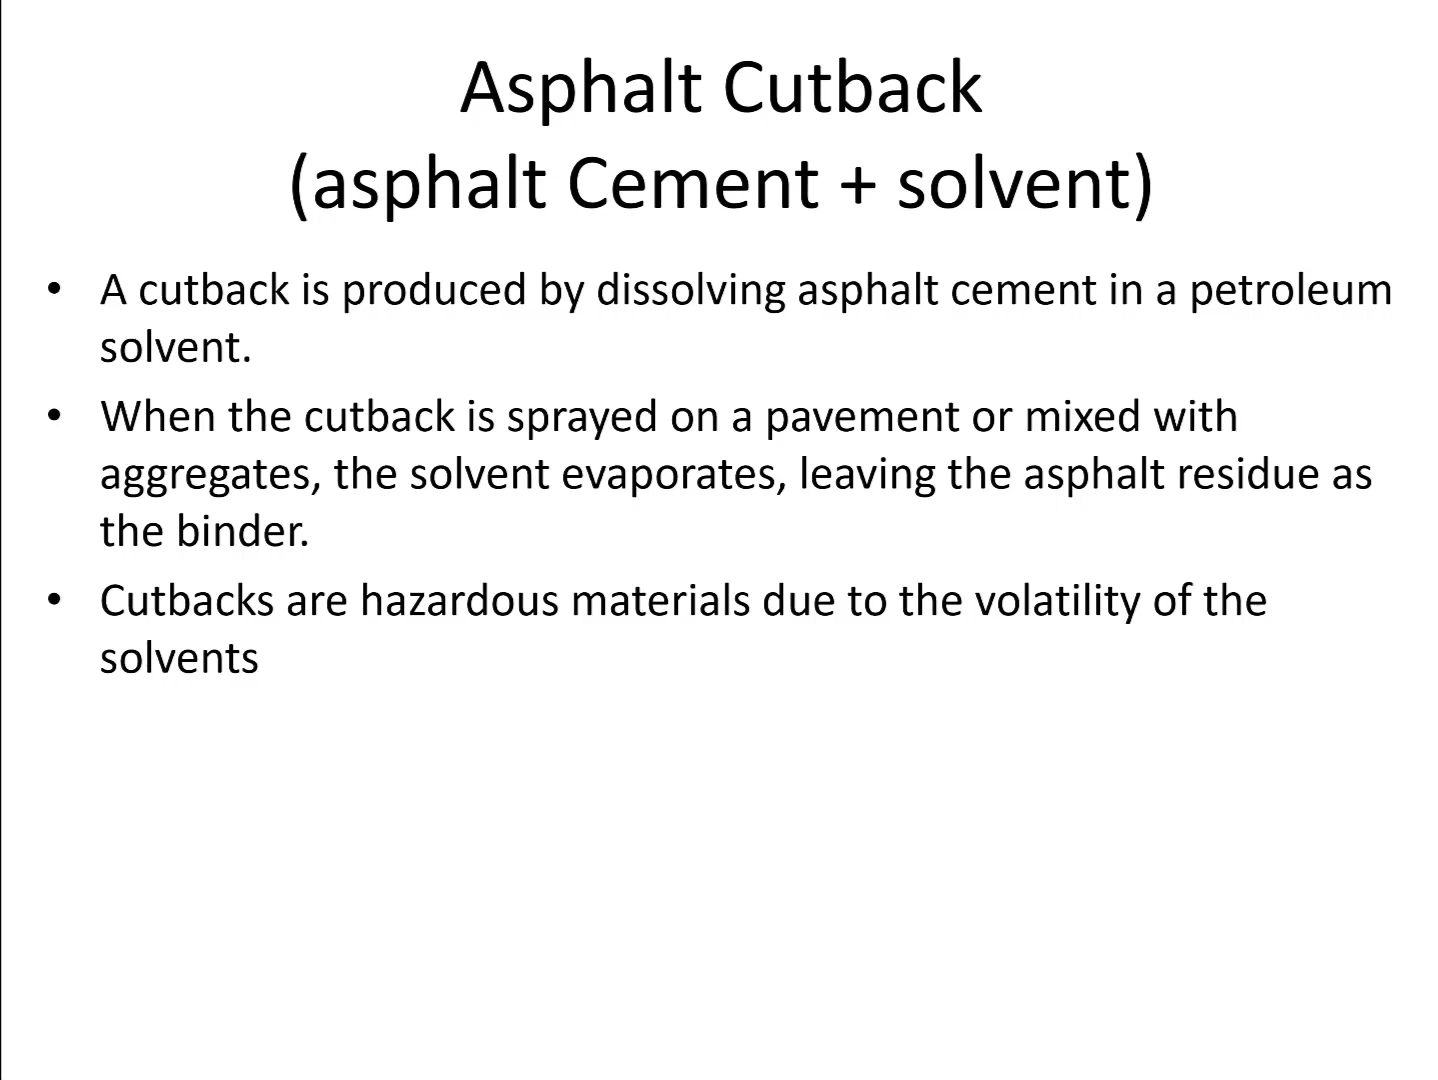 Asphalt Cutback
(asphalt Cement + solvent)
• A cutback is produced by dissolving asphalt cement in a petroleum
solvent.
• When the cutback is sprayed on a pavement or mixed with
aggregates, the solvent evaporates, leaving the asphalt residue as
the binder.
• Cutbacks are hazardous materials due to the volatility of the
solvents